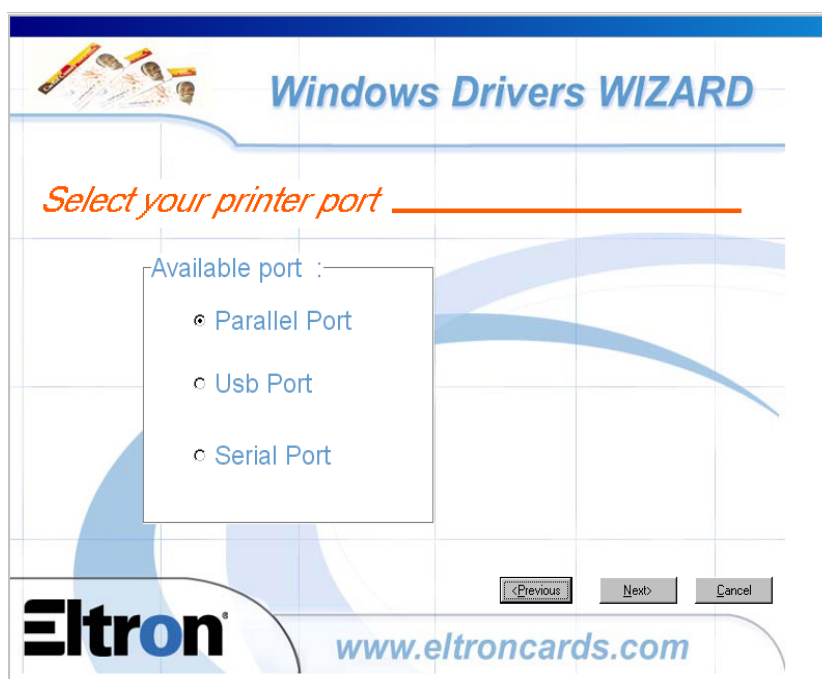 Windows Drivers WIZARD
Select your printer port
Available port :
Parallel Port
Usb Port
Serial Port
<Previous
Next>
Cancel
Eltron®
www.eltroncards.com